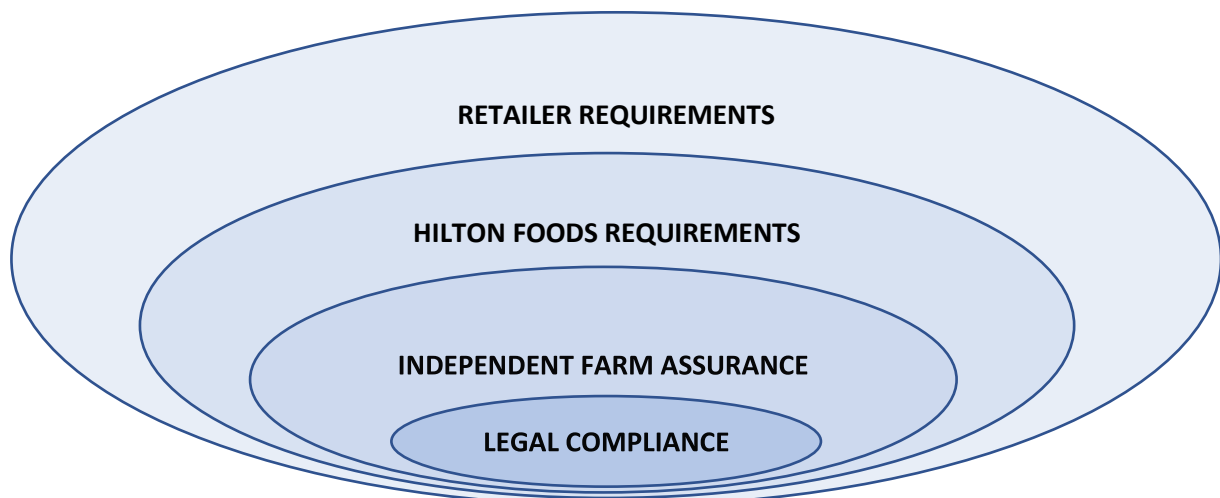 RETAILER REQUIREMENTS
HILTON FOODS REQUIREMENTS
INDEPENDENT FARM ASSURANCE
LEGAL COMPLIANCE